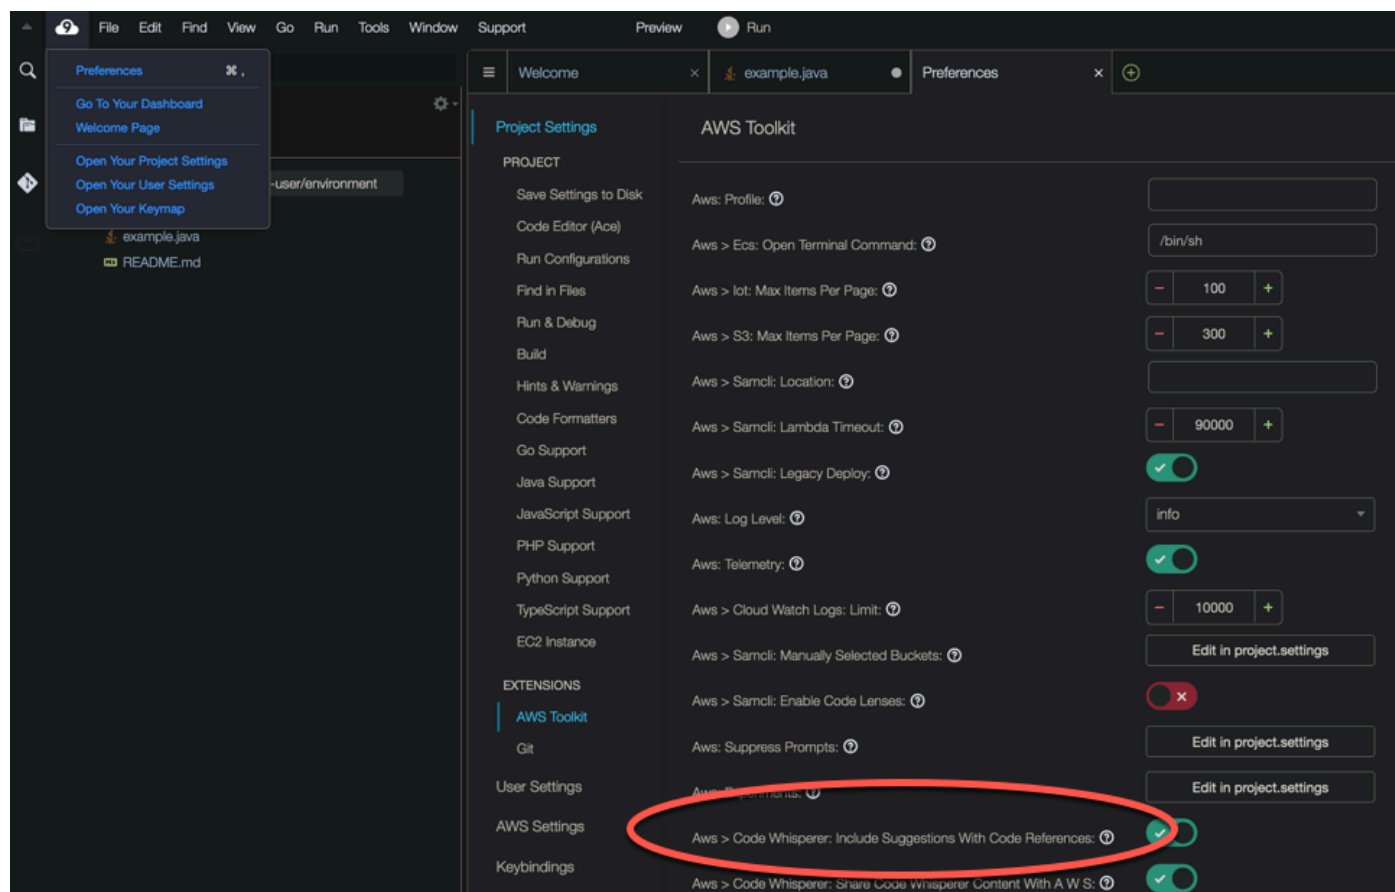 9 File Edit Find View Go Run Tools Window Support Preview Run
Preferences ⌘ ,
Go To Your Dashboard
Welcome Page
Open Your Project Settings
Open Your User Settings
Open Your Keymap
-user/environment
example.java
README.md
Welcome
example.java
Preferences
Project Settings
PROJECT
Save Settings to Disk
Code Editor (Ace)
Run Configurations
Find in Files
Run & Debug
Build
Hints & Warnings
Code Formatters
Go Support
Java Support
JavaScript Support
PHP Support
Python Support
TypeScript Support
EC2 Instance
EXTENSIONS
AWS Toolkit
Git
User Settings
AWS Settings
Keybindings
AWS Toolkit
Aws: Profile:
Aws > Ecs: Open Terminal Command: /bin/sh
Aws > Iot: Max Items Per Page: 100
Aws > S3: Max Items Per Page: 300
Aws > Samcli: Location:
Aws > Samcli: Lambda Timeout: 90000
Aws > Samcli: Legacy Deploy:
Aws: Log Level: info
Aws: Telemetry:
Aws > Cloud Watch Logs: Limit: 10000
Aws > Samcli: Manually Selected Buckets: Edit in project.settings
Aws > Samcli: Enable Code Lenses:
Aws: Suppress Prompts: Edit in project.settings
Aws: Experiments: Edit in project.settings
Aws > Code Whisperer: Include Suggestions With Code References:
Aws > Code Whisperer: Share Code Whisperer Content With A W S: